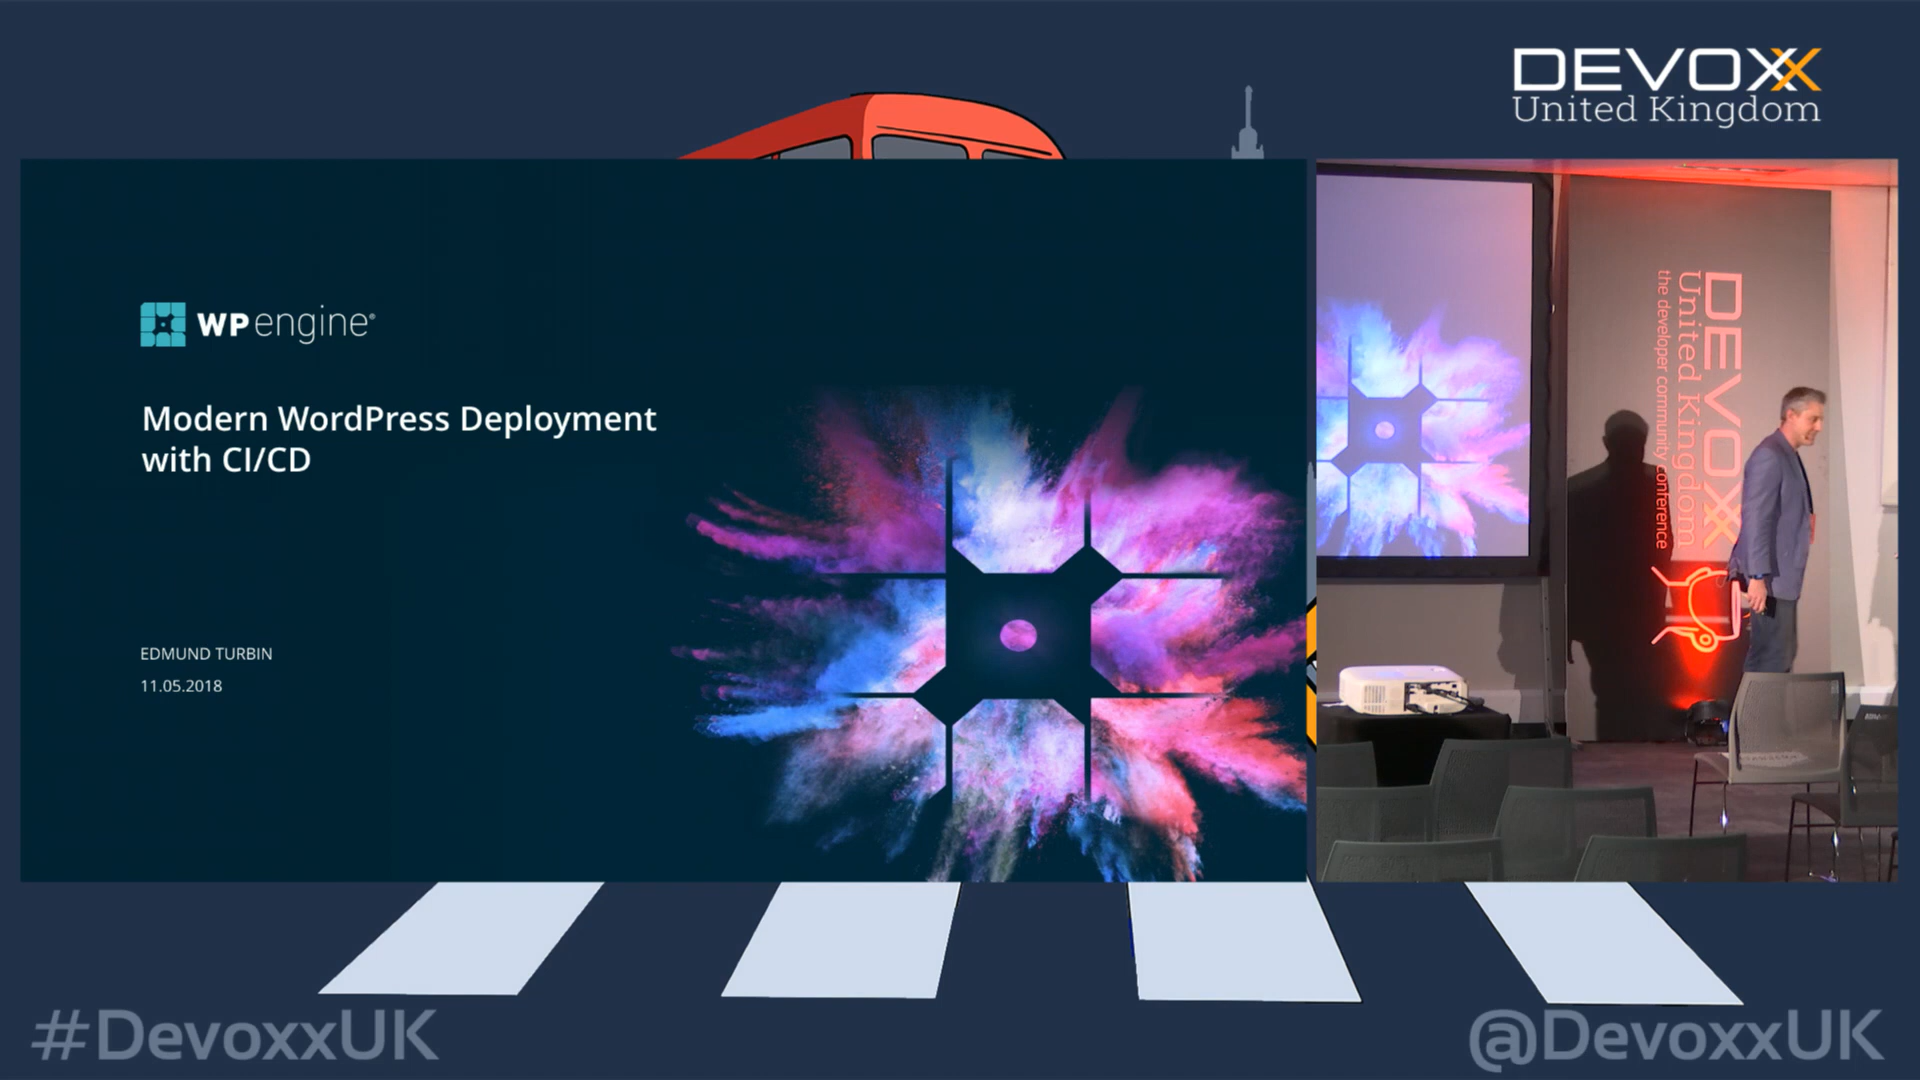 DEVOXX
United Kingdom
WP engine®
Modern WordPress Deployment
with CI/CD
EDMUND TURBIN
11.05.2018
DEVOXX
United Kingdom
the developer community conference
#DevoxxUK
@DevoxxUK